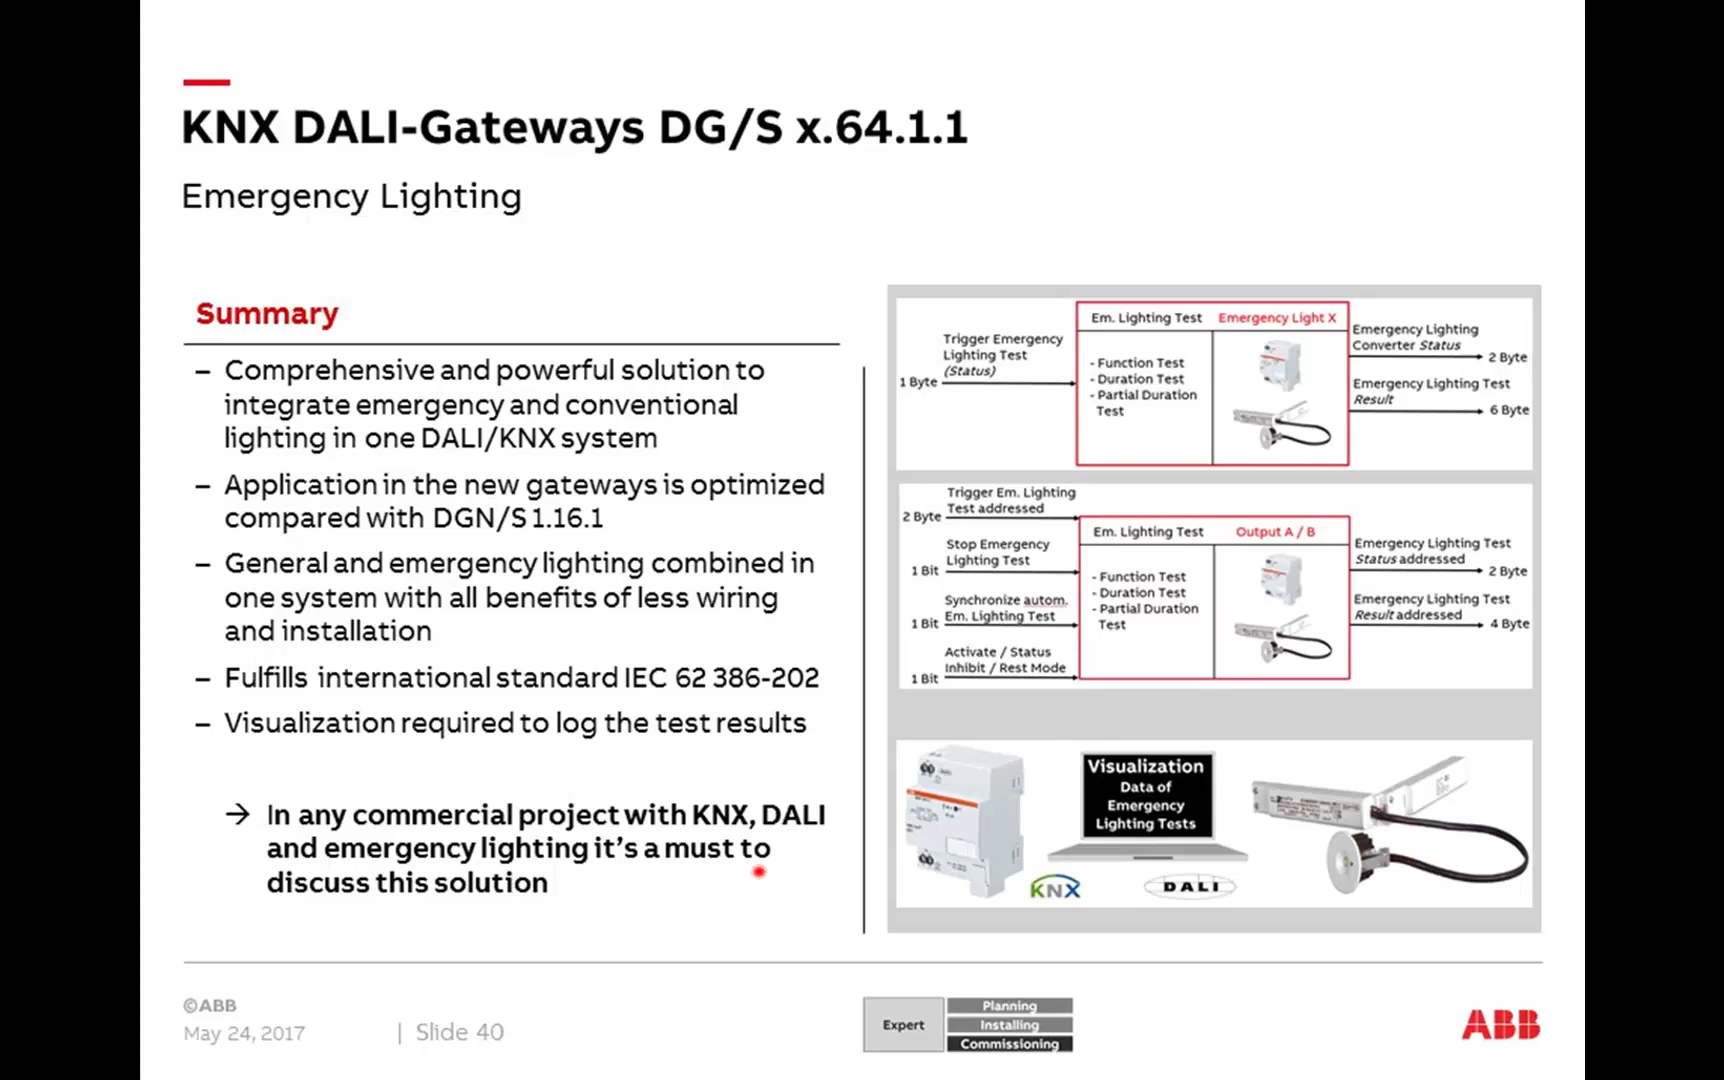 KNX DALI-Gateways DG/S x.64.1.1
Emergency Lighting
Summary
– Comprehensive and powerful solution to
integrate emergency and conventional
lighting in one DALI/KNX system
– Application in the new gateways is optimized
compared with DGN/S 1.16.1
– General and emergency lighting combined in
one system with all benefits of less wiring
and installation
– Fulfills international standard IEC 62 386-202
– Visualization required to log the test results
→ In any commercial project with KNX, DALI
and emergency lighting it's a must to
discuss this solution
Trigger Emergency
Lighting Test
(Status)
1 Byte
Em. Lighting Test
Emergency Light X
- Function Test
- Duration Test
- Partial Duration
Test
Emergency Lighting
Converter Status
2 Byte
Emergency Lighting Test
Result
6 Byte
Trigger Em. Lighting
Test addressed
2 Byte
Stop Emergency
Lighting Test
1 Bit
Synchronize autom.
Em. Lighting Test
1 Bit
Activate / Status
Inhibit / Rest Mode
1 Bit
Em. Lighting Test
Output A / B
- Function Test
- Duration Test
- Partial Duration
Test
Emergency Lighting Test
Status addressed
2 Byte
Emergency Lighting Test
Result addressed
4 Byte
Visualization
Data of
Emergency
Lighting Tests
KNX
DALI
©ABB
May 24, 2017
| Slide 40
Expert
Planning
Installing
Commissioning
ABB